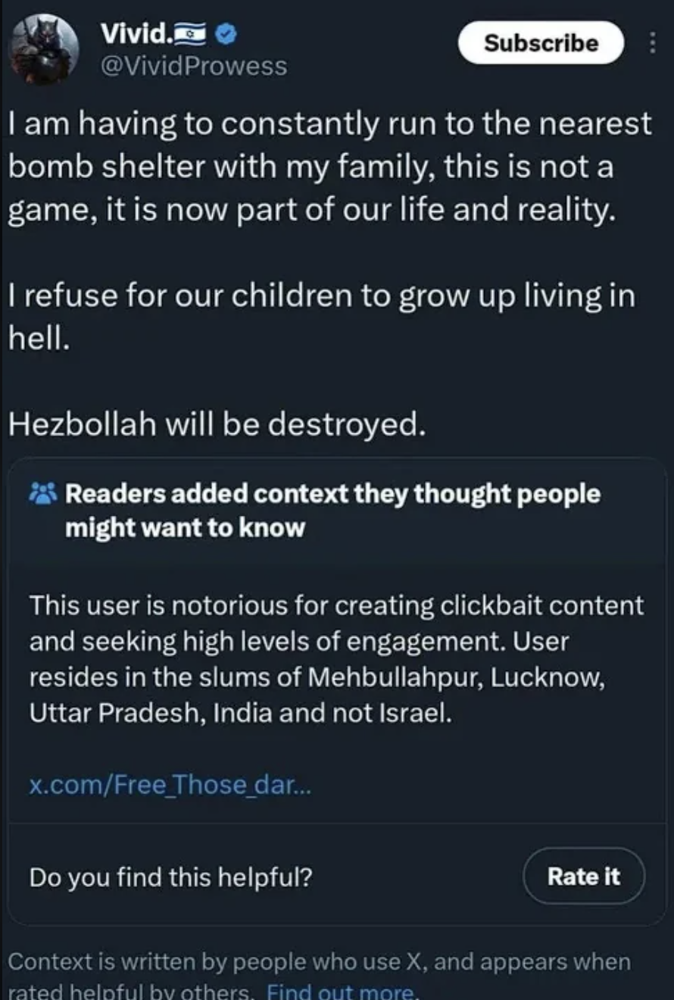 Vivid.🇮🇱
@VividProwess
Subscribe
I am having to constantly run to the nearest
bomb shelter with my family, this is not a
game, it is now part of our life and reality.
I refuse for our children to grow up living in
hell.
Hezbollah will be destroyed.
Readers added context they thought people
might want to know
This user is notorious for creating clickbait content
and seeking high levels of engagement. User
resides in the slums of Mehbullahpur, Lucknow,
Uttar Pradesh, India and not Israel.
x.com/Free_Those_dar...
Do you find this helpful?
Rate it
Context is written by people who use X, and appears when
rated helpful by others. Find out more.